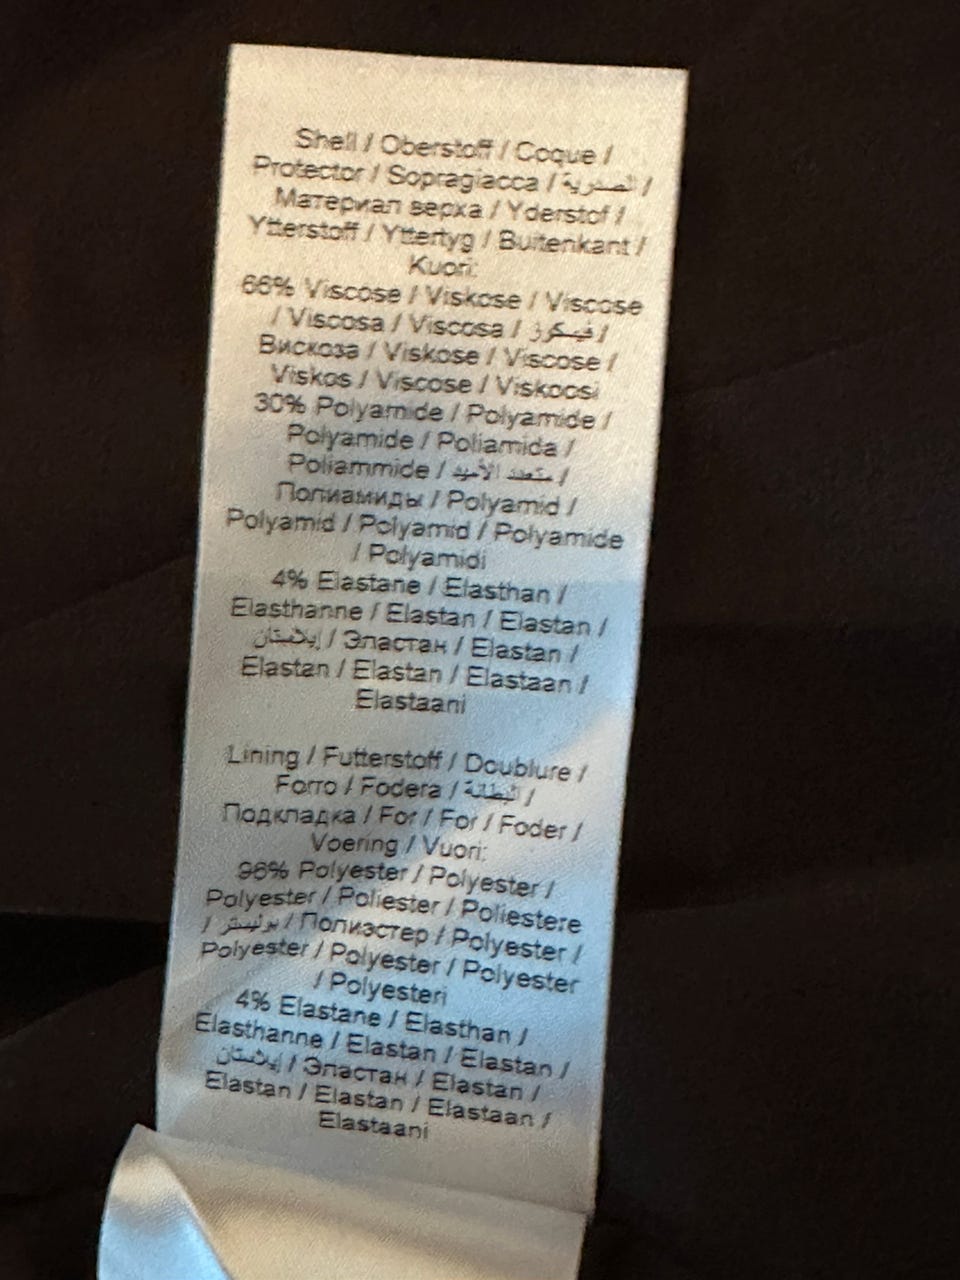 Shell / Oberstoff / Coque /
Protector / Sopragiacca / الصدرية /
Материал верха / Yderstof /
Ytterstoff / Yttertyg / Buitenkant /
Kuori:
66% Viscose / Viskose / Viscose
/ Viscosa / Viscosa / فيسكوز /
Вискоза / Viskose / Viscose /
Viskos / Viscose / Viskoosi
30% Polyamide / Polyamide /
Polyamide / Poliamida /
Poliammide / متعدد الأميد /
Полиамиды / Polyamid /
Polyamid / Polyamid / Polyamide
/ Polyamidi
4% Elastane / Elasthan /
Elasthanne / Elastan / Elastan /
إيلاستان / Эластан / Elastan /
Elastan / Elastan / Elastaan /
Elastaani
Lining / Futterstoff / Doublure /
Forro / Fodera / البطانة /
Подкладка / For / For / Foder /
Voering / Vuori:
96% Polyester / Polyester /
Polyester / Poliester / Poliestere
/ بوليستر / Полиэстер / Polyester /
Polyester / Polyester / Polyester
/ Polyesteri
4% Elastane / Elasthan /
Elasthanne / Elastan / Elastan /
إيلاستان / Эластан / Elastan /
Elastan / Elastan / Elastaan /
Elastaani